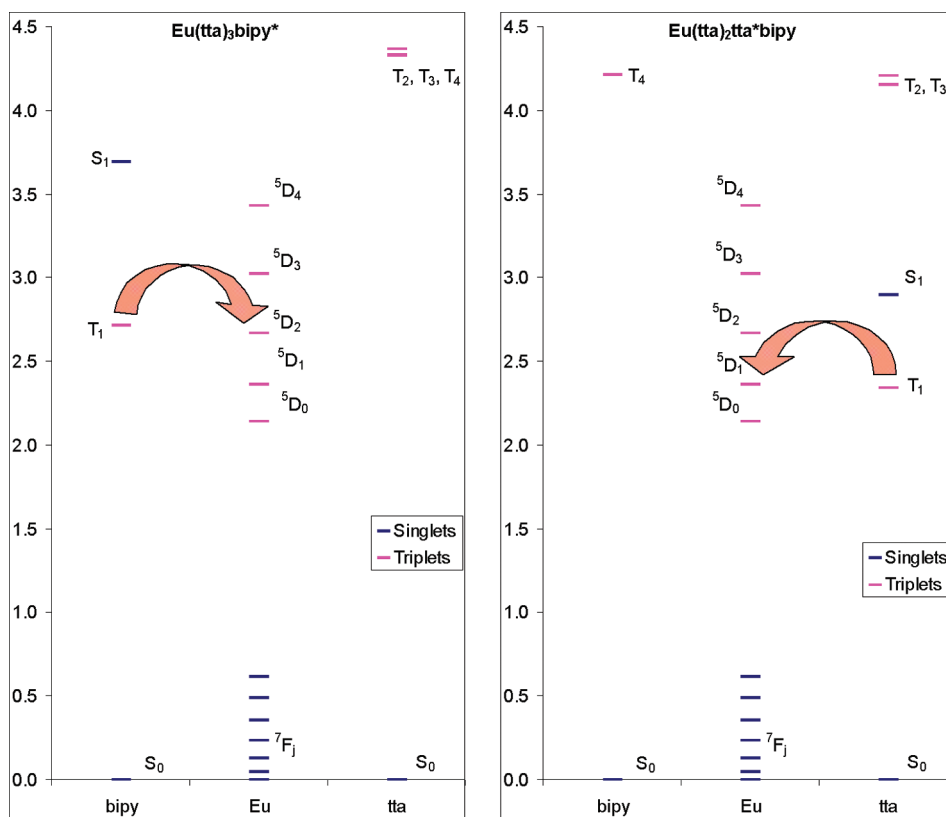 Eu(tta)₃bipy*
4.5
4.0
3.5
3.0
2.5
2.0
1.5
1.0
0.5
0.0
T₂, T₃, T₄
S₁
⁵D₄
⁵D₃
T₁
⁵D₂
⁵D₁
⁵D₀
Singlets
Triplets
⁷Fⱼ
S₀
S₀
bipy Eu tta
Eu(tta)₂tta*bipy
4.5
4.0
3.5
3.0
2.5
2.0
1.5
1.0
0.5
0.0
T₄
T₂, T₃
⁵D₄
⁵D₃
S₁
⁵D₂
⁵D₁
T₁
⁵D₀
Singlets
Triplets
⁷Fⱼ
S₀
S₀
bipy Eu tta